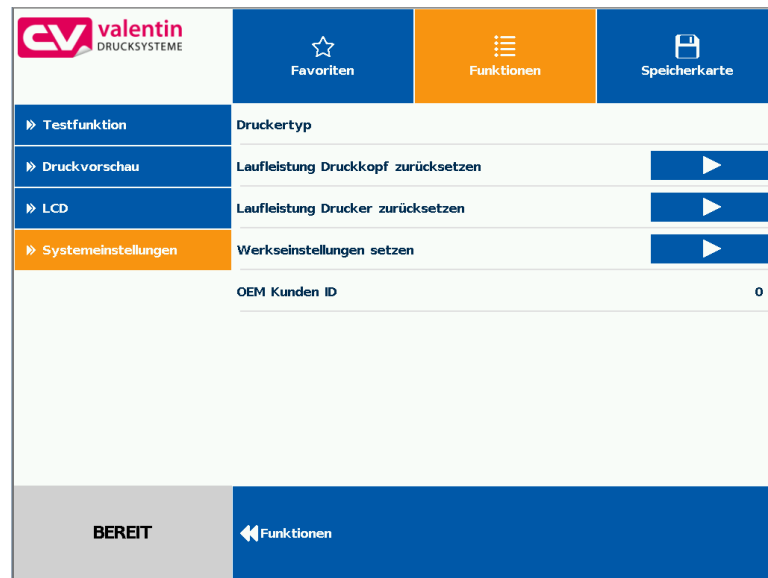 valentin
DRUCKSYSTEME
Favoriten
Funktionen
Speicherkarte
Testfunktion
Druckvorschau
LCD
Systemeinstellungen
Druckertyp
Laufleistung Druckkopf zurücksetzen
Laufleistung Drucker zurücksetzen
Werkseinstellungen setzen
OEM Kunden ID 0
BEREIT
Funktionen